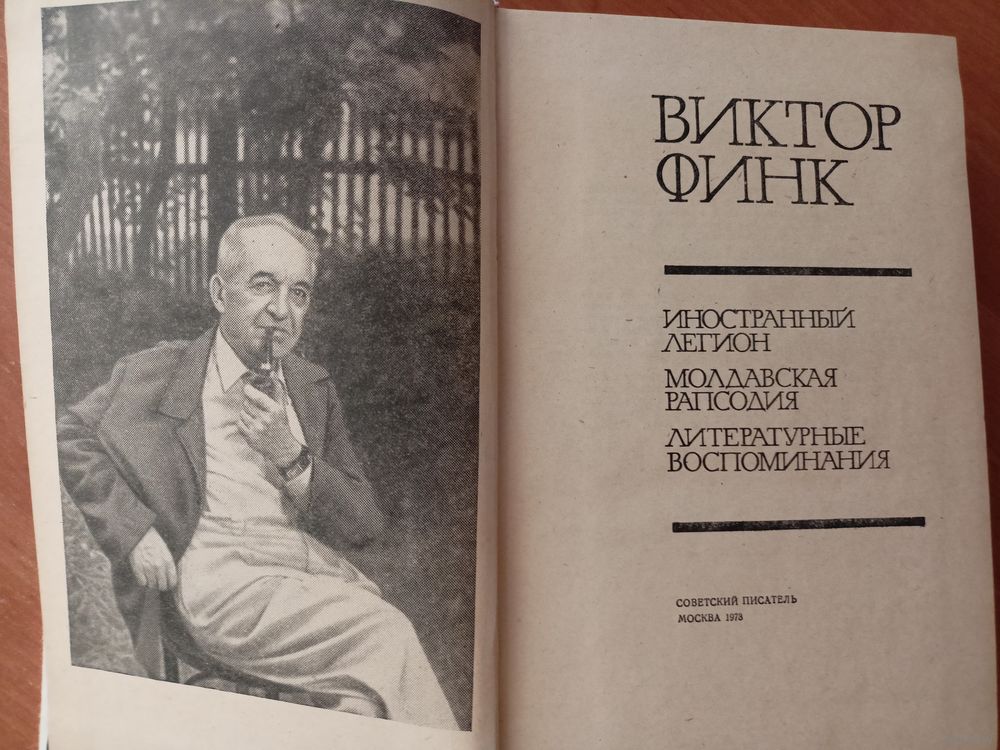 ВИКТОР
ФИНК
ИНОСТРАННЫЙ
ЛЕГИОН
МОЛДАВСКАЯ
РАПСОДИЯ
ЛИТЕРАТУРНЫЕ
ВОСПОМИНАНИЯ
СОВЕТСКИЙ ПИСАТЕЛЬ
МОСКВА 1973